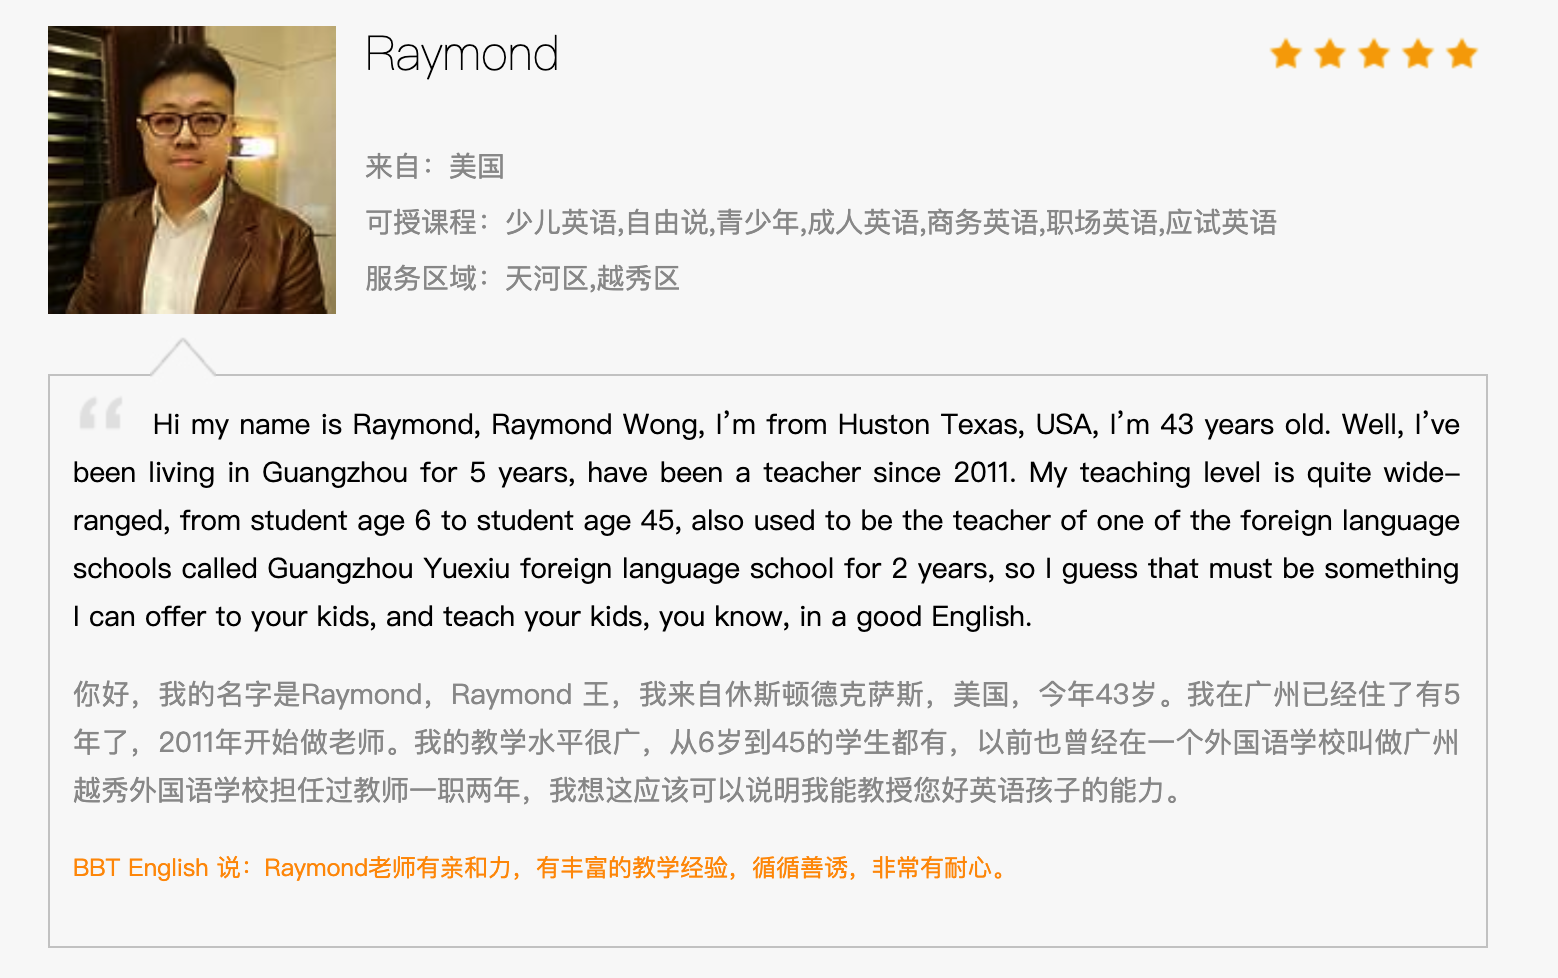 Raymond
来自：美国
可授课程：少儿英语,自由说,青少年,成人英语,商务英语,职场英语,应试英语
服务区域：天河区,越秀区
“ Hi my name is Raymond, Raymond Wong, I’m from Huston Texas, USA, I’m 43 years old. Well, I’ve
been living in Guangzhou for 5 years, have been a teacher since 2011. My teaching level is quite wide-
ranged, from student age 6 to student age 45, also used to be the teacher of one of the foreign language
schools called Guangzhou Yuexiu foreign language school for 2 years, so I guess that must be something
I can offer to your kids, and teach your kids, you know, in a good English.
你好，我的名字是Raymond，Raymond 王，我来自休斯顿德克萨斯，美国，今年43岁。我在广州已经住了有5
年了，2011年开始做老师。我的教学水平很广，从6岁到45的学生都有，以前也曾经在一个外国语学校叫做广州
越秀外国语学校担任过教师一职两年，我想这应该可以说明我能教授您好英语孩子的能力。
BBT English 说：Raymond老师有亲和力，有丰富的教学经验，循循善诱，非常有耐心。